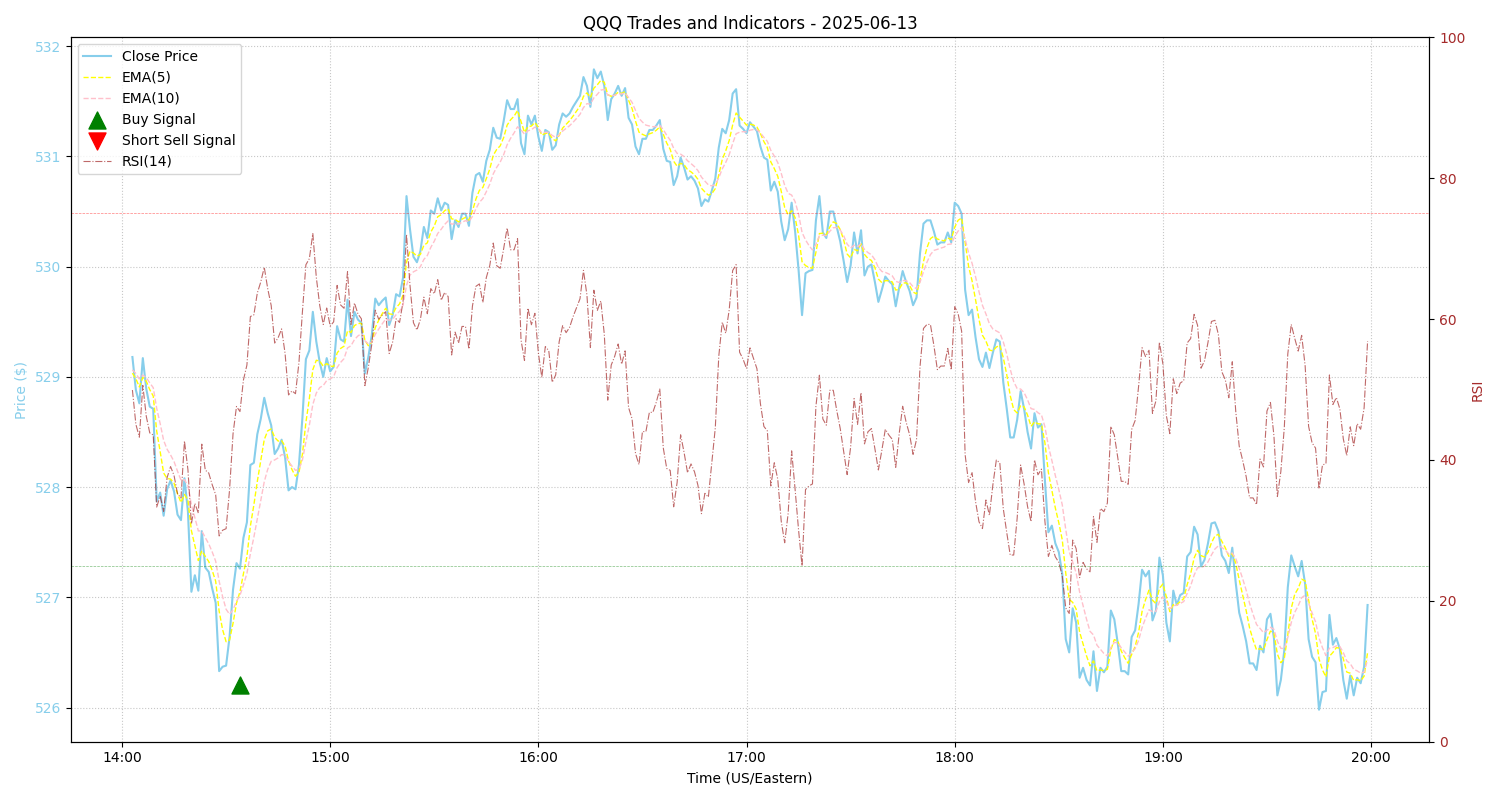 QQQ Trades and Indicators - 2025-06-13
Close Price
EMA(5)
EMA(10)
Buy Signal
Short Sell Signal
RSI(14)
532
531
530
529
528
527
526
Price ($)
100
80
60
40
20
0
RSI
14:00
15:00
16:00
17:00
18:00
19:00
20:00
Time (US/Eastern)